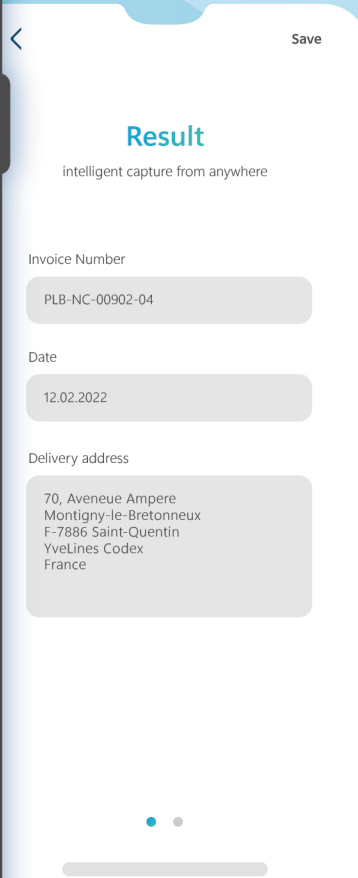 Save
Result
intelligent capture from anywhere
Invoice Number
PLB-NC-00902-04
Date
12.02.2022
Delivery address
70, Aveneue Ampere
Montigny-le-Bretonneux
F-7886 Saint-Quentin
YveLines Codex
France